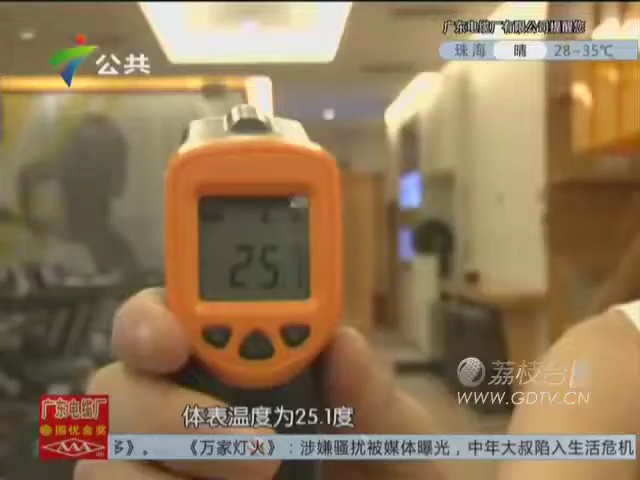 广东电缆厂有限公司提醒您
公共
珠海 晴 28~35℃
25.1
荔枝台
WWW.GDTV.CN
体表温度为25.1度
广东电缆厂
国优金奖
》。 《万家灯火》:涉嫌骚扰被媒体曝光,中年大叔陷入生活危机